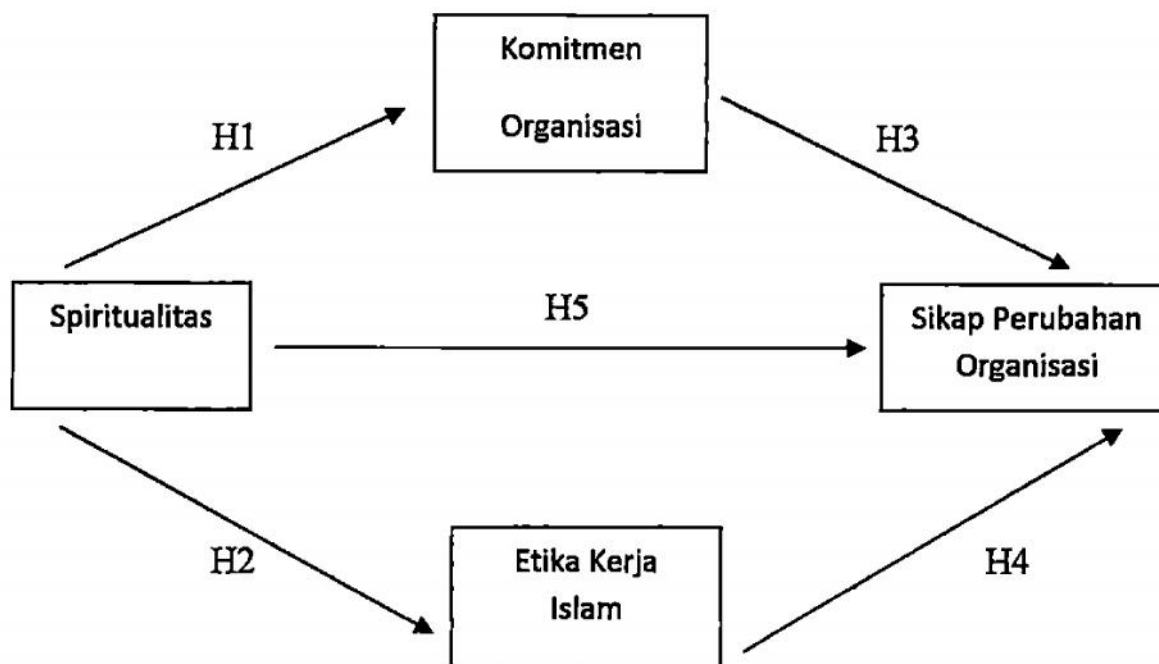 Komitmen
Organisasi
H1
H3
Spiritualitas
H5
Sikap Perubahan
Organisasi
H2
Etika Kerja
Islam
H4